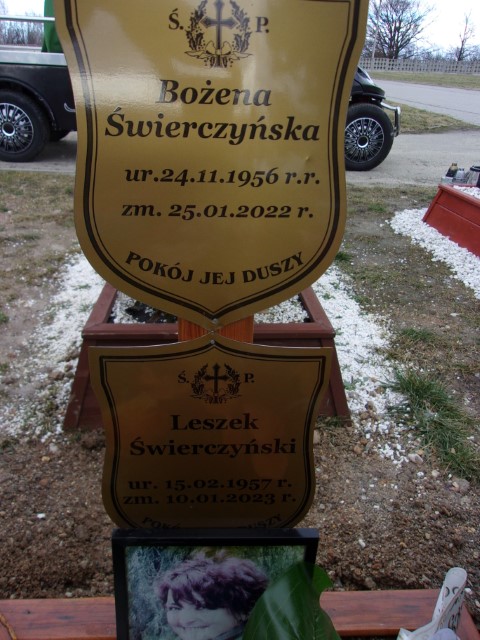 Ś. P.
Bożena
Świerczyńska
ur.24.11.1956 r.r.
zm. 25.01.2022 r.
POKÓJ JEJ DUSZY
Ś. P.
Leszek
Świerczyński
ur. 15.02.1957 r.
zm. 10.01.2023 r.
DUSZY